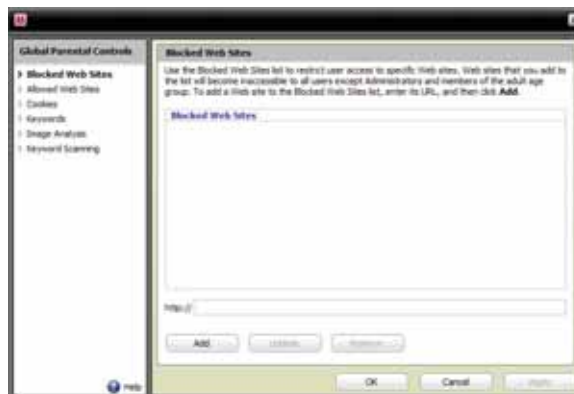 Global Parental Controls
Blocked Web Sites
Allowed Web Sites
Cookies
Keywords
Image Analysis
Keyword Scanning
Help
Blocked Web Sites
Use the Blocked Web Sites list to restrict user access to specific Web sites. Web sites that you add to
the list will become inaccessible to all users except Administrators and members of the adult age
group. To add a Web site to the Blocked Web Sites list, enter its URL, and then click Add.
Blocked Web Sites
http://
Add
Update
Remove
OK
Cancel
Apply